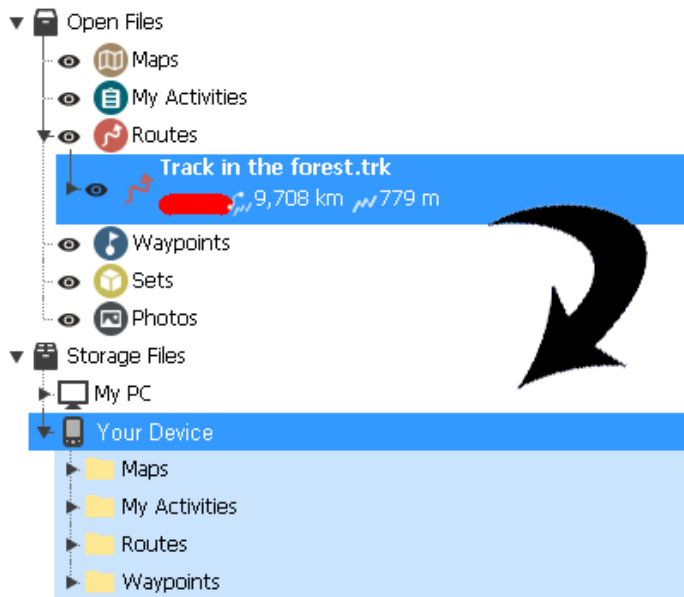 Open Files
Maps
My Activities
Routes
Track in the forest.trk
9,708 km 779 m
Waypoints
Sets
Photos
Storage Files
My PC
Your Device
Maps
My Activities
Routes
Waypoints